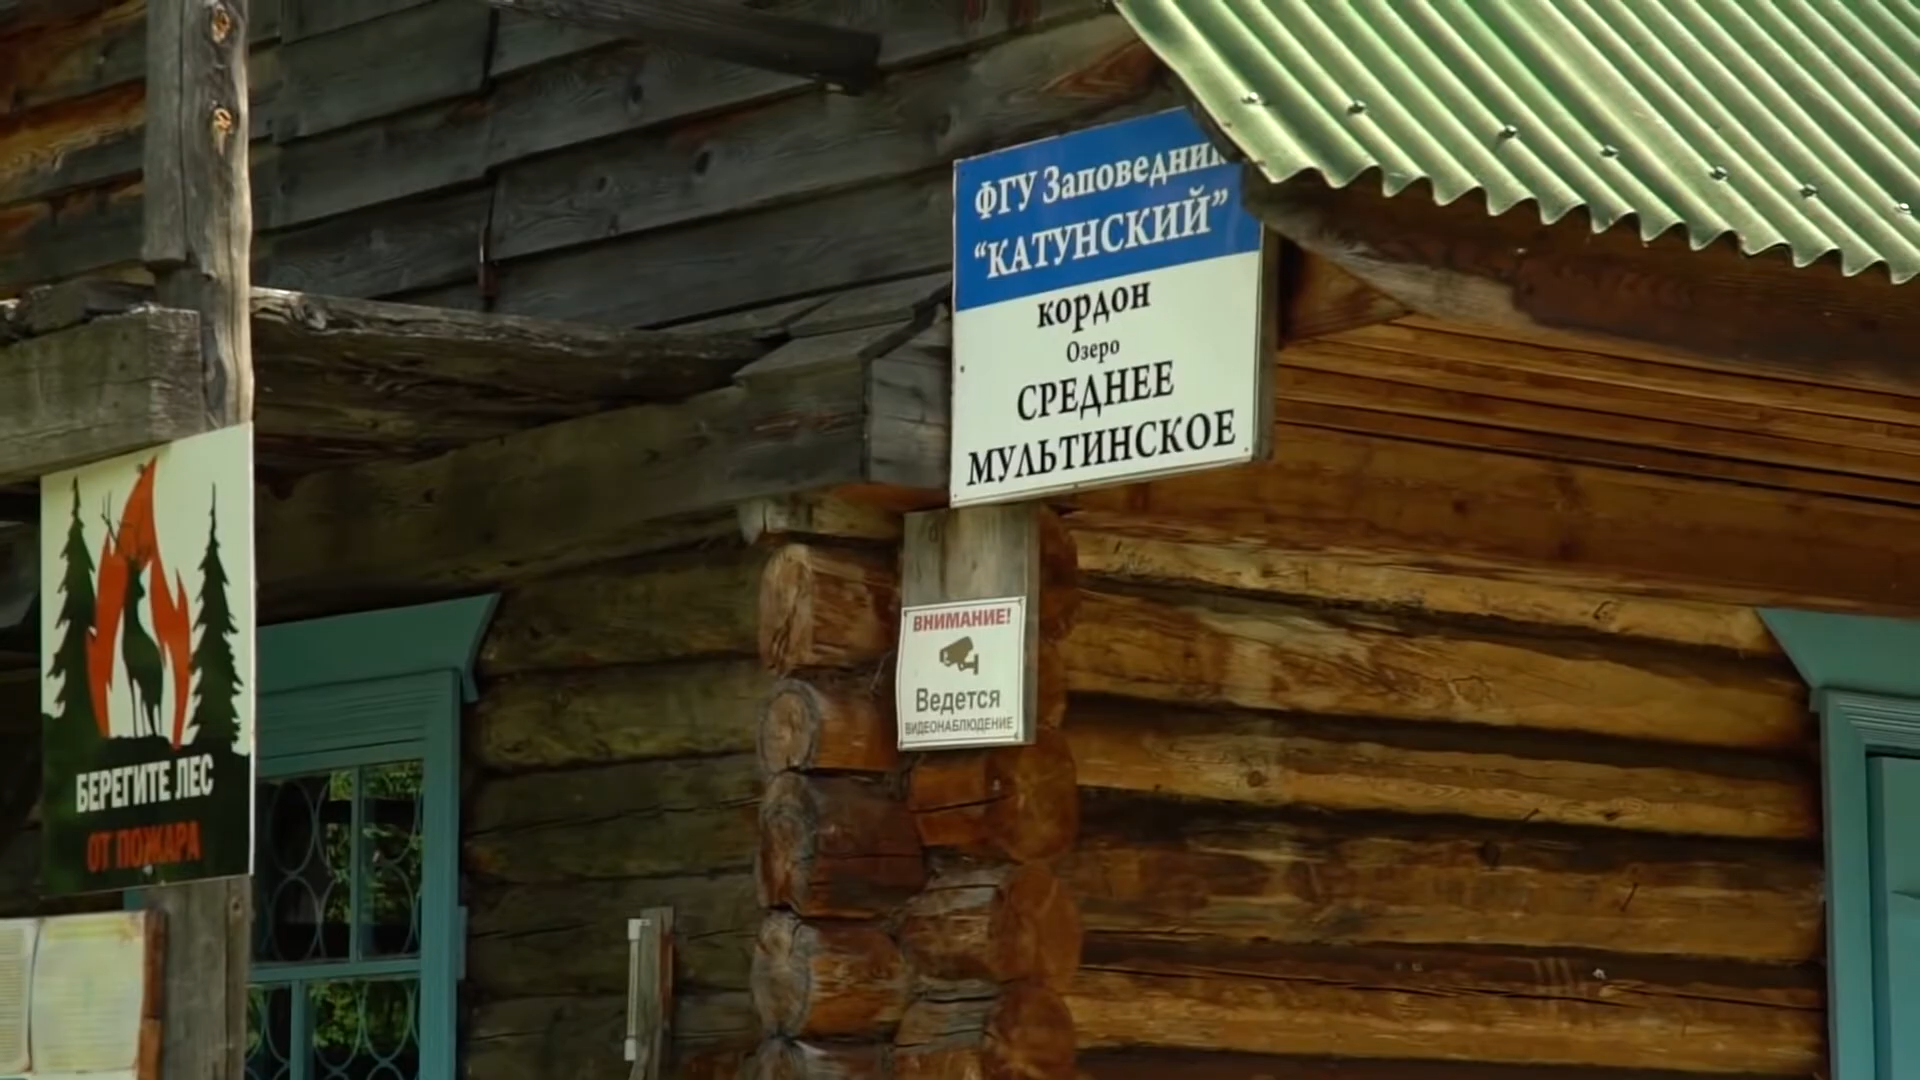 ФГУ Заповедник
“КАТУНСКИЙ”
кордон
Озеро
СРЕДНЕЕ
МУЛЬТИНСКОЕ
ВНИМАНИЕ!
Ведется
ВИДЕОНАБЛЮДЕНИЕ
БЕРЕГИТЕ ЛЕС
ОТ ПОЖАРА